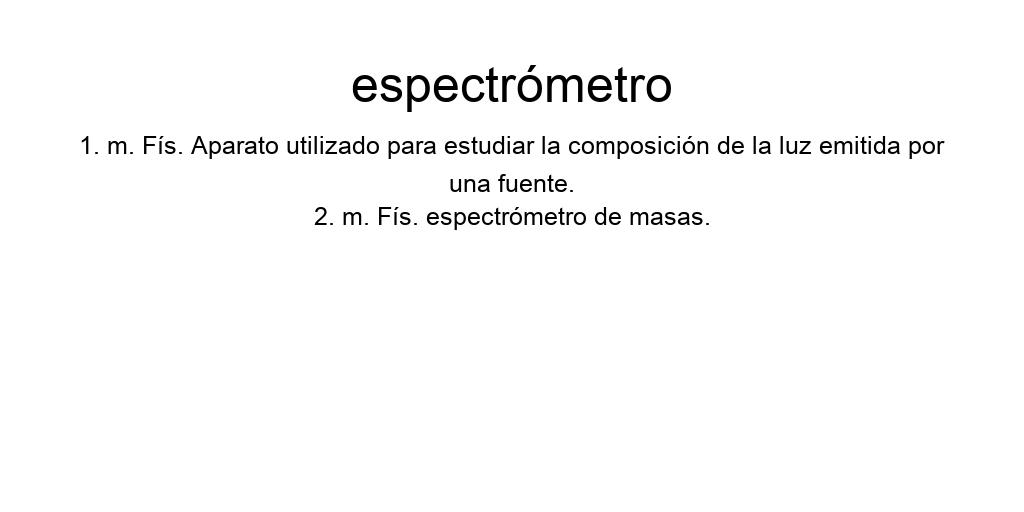 espectrómetro
1. m. Fís. Aparato utilizado para estudiar la composición de la luz emitida por
una fuente.
2. m. Fís. espectrómetro de masas.